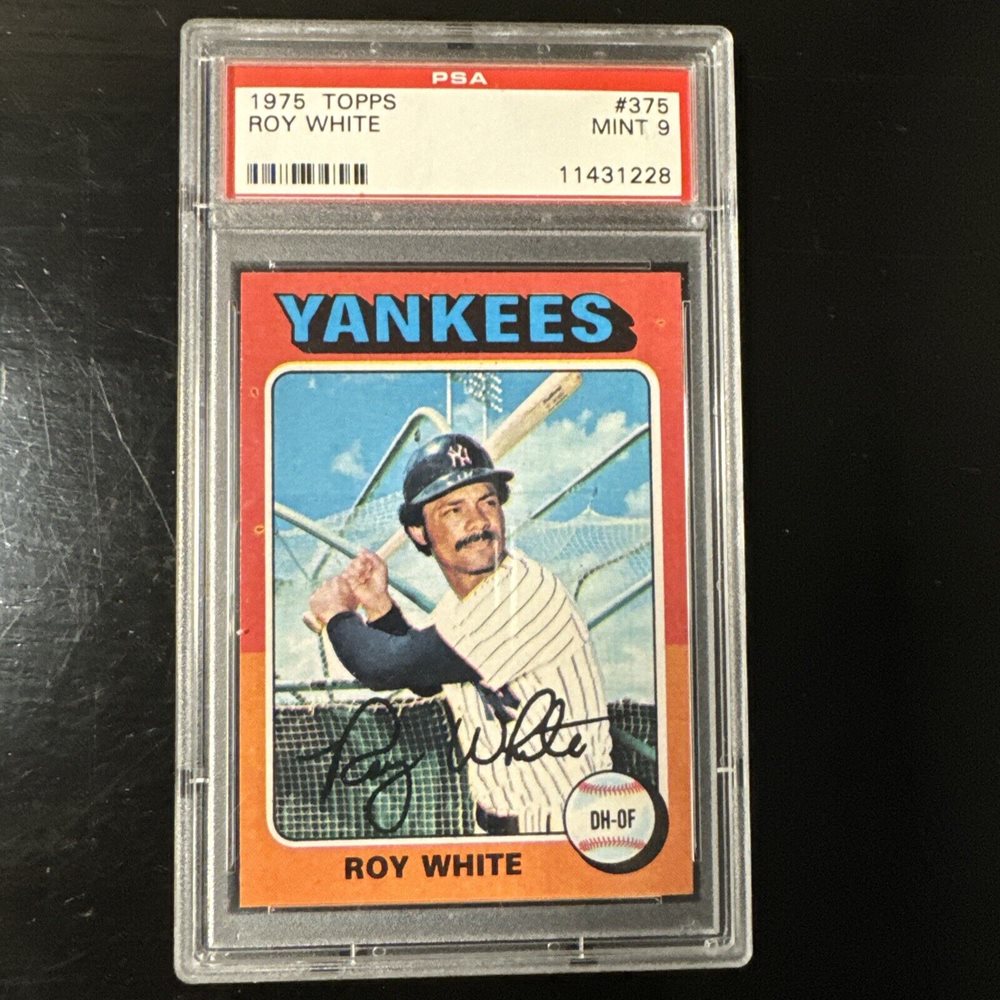 PSA
1975 TOPPS #375
ROY WHITE MINT 9
11431228
YANKEES
NY
Roy White
DH-OF
ROY WHITE